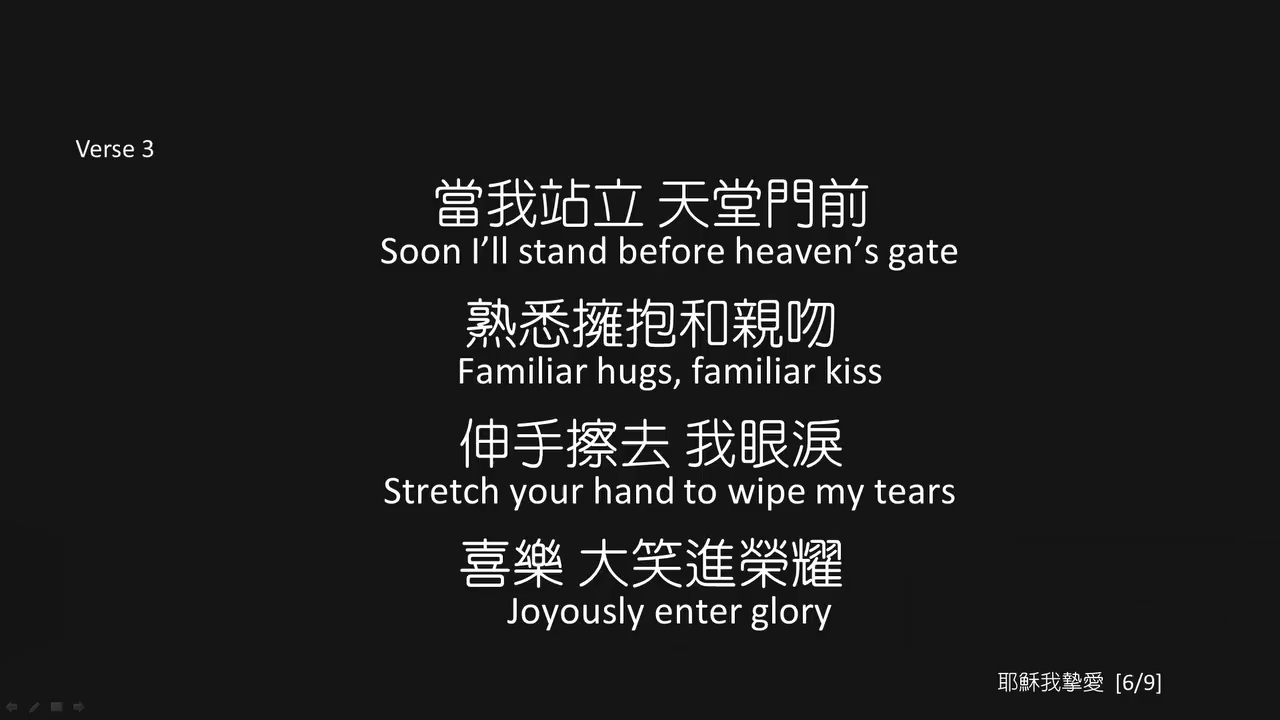 Verse 3
當我站立 天堂門前
Soon I’ll stand before heaven’s gate
熟悉擁抱和親吻
Familiar hugs, familiar kiss
伸手擦去 我眼淚
Stretch your hand to wipe my tears
喜樂 大笑進榮耀
Joyously enter glory
耶穌我摯愛 [6/9]